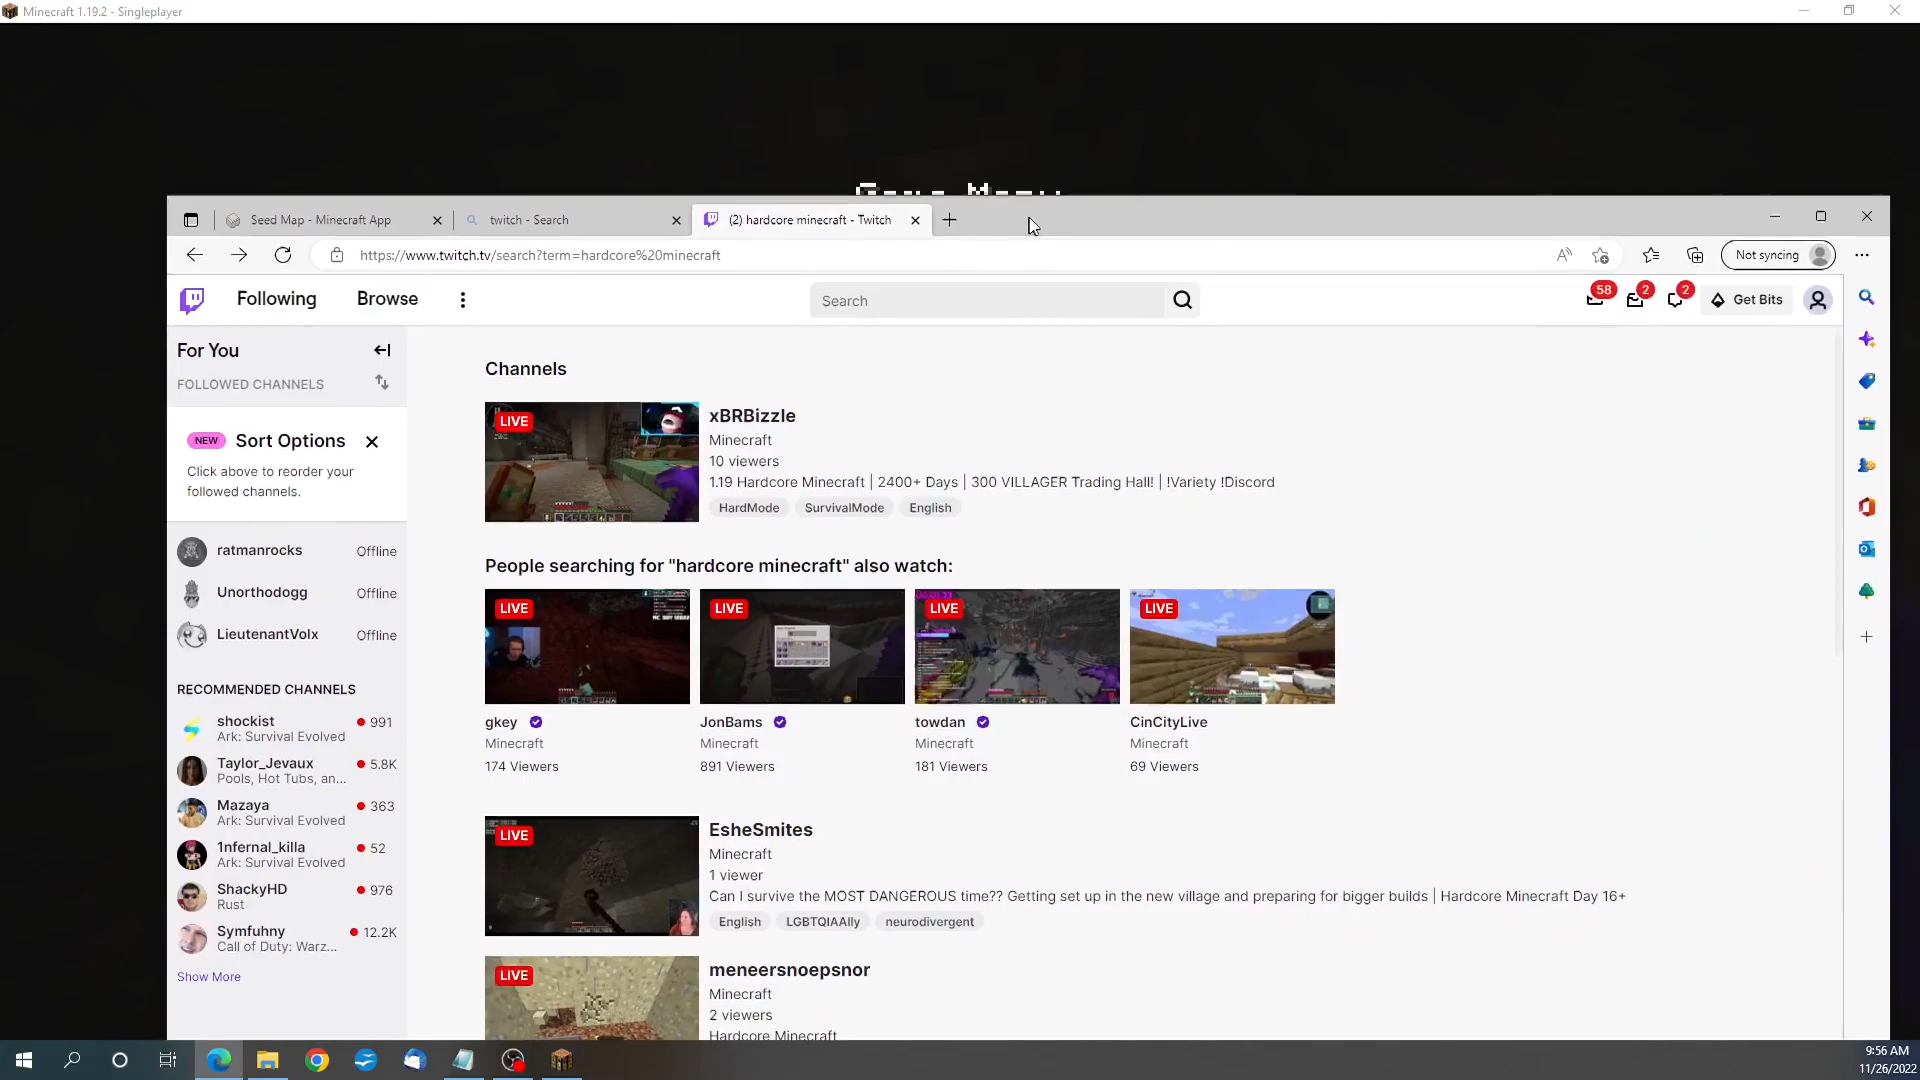 Minecraft 1.19.2 - Singleplayer
Game Menu
Seed Map - Minecraft App
twitch - Search
(2) hardcore minecraft - Twitch
https://www.twitch.tv/search?term=hardcore%20minecraft
Not syncing
Following
Browse
Search
58
2
2
Get Bits
For You
FOLLOWED CHANNELS
NEW Sort Options
Click above to reorder your
followed channels.
ratmanrocks Offline
Unorthodogg Offline
LieutenantVolx Offline
RECOMMENDED CHANNELS
shockist 991
Ark: Survival Evolved
Taylor_Jevaux 5.8K
Pools, Hot Tubs, an...
Mazaya 363
Ark: Survival Evolved
1nfernal_killa 52
Ark: Survival Evolved
ShackyHD 976
Rust
Symfuhny 12.2K
Call of Duty: Warz...
Show More
Channels
LIVE
xBRBizzle
Minecraft
10 viewers
1.19 Hardcore Minecraft | 2400+ Days | 300 VILLAGER Trading Hall! | !Variety !Discord
HardMode SurvivalMode English
People searching for "hardcore minecraft" also watch:
LIVE LIVE LIVE LIVE
gkey JonBams towdan CinCityLive
Minecraft Minecraft Minecraft Minecraft
174 Viewers 891 Viewers 181 Viewers 69 Viewers
LIVE
EsheSmites
Minecraft
1 viewer
Can I survive the MOST DANGEROUS time?? Getting set up in the new village and preparing for bigger builds | Hardcore Minecraft Day 16+
English LGBTQIAAlly neurodivergent
LIVE
meneersnoepsnor
Minecraft
2 viewers
Hardcore Minecraft
9:56 AM
11/26/2022